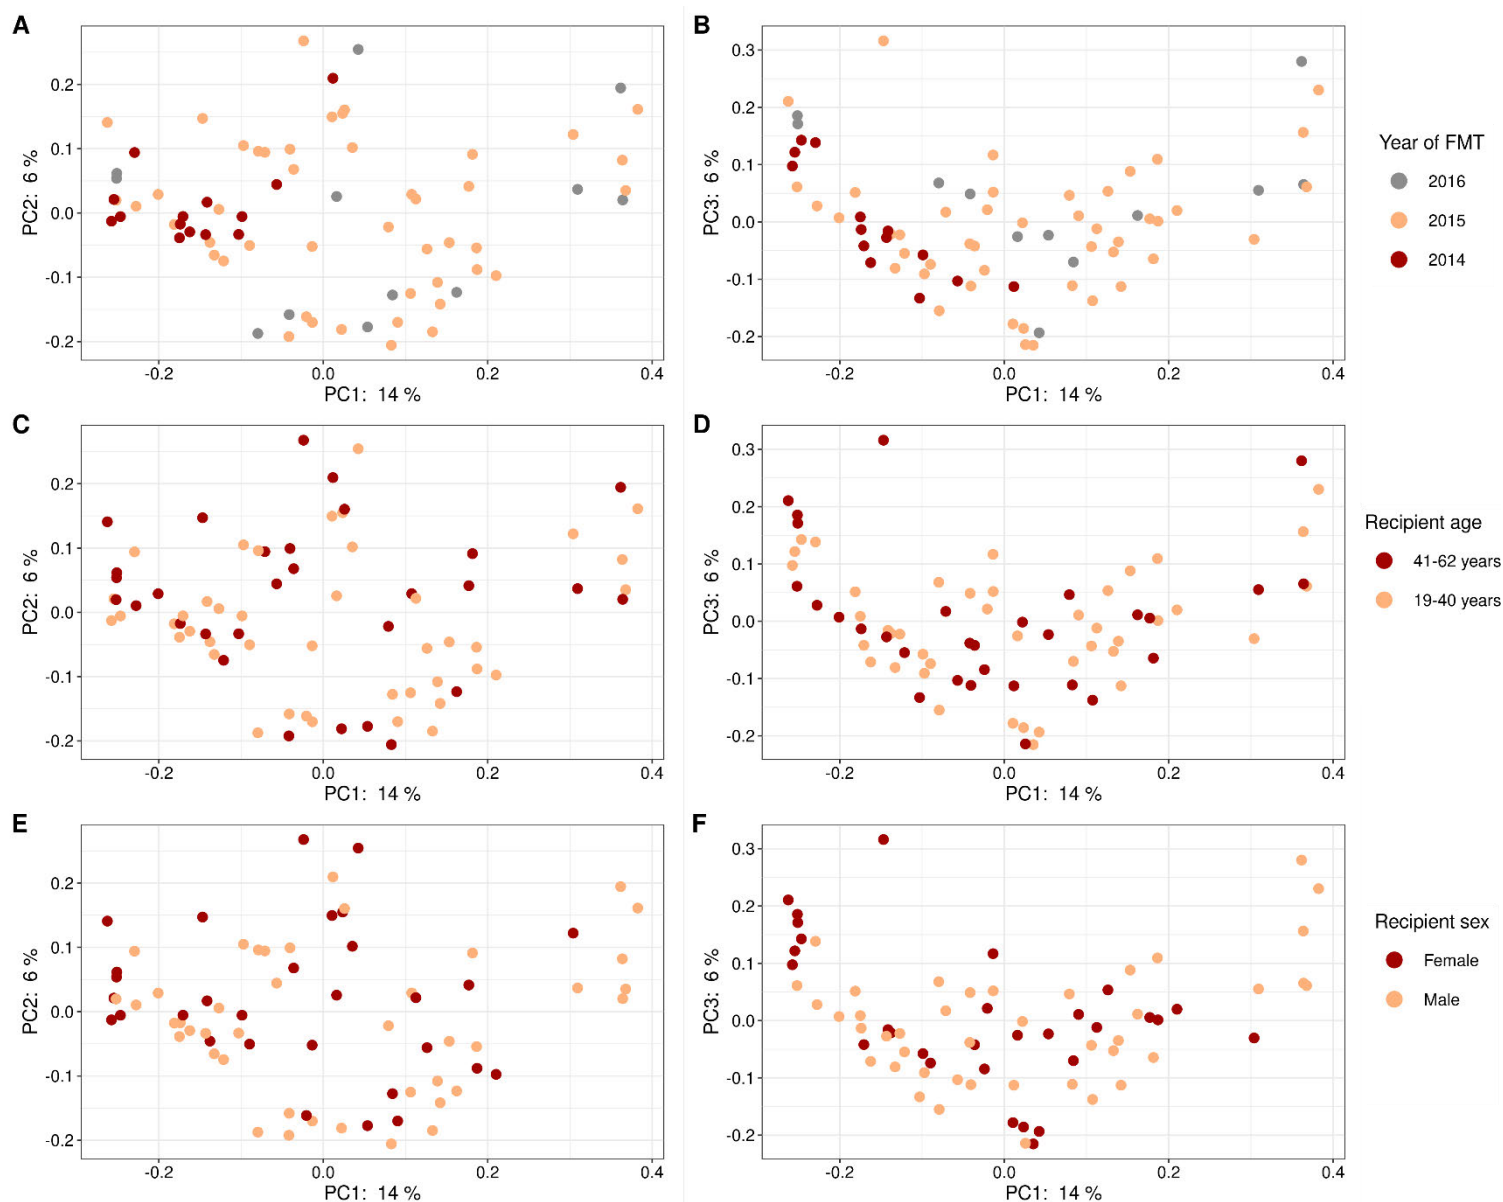 A
0.2
0.1
0.0
-0.1
-0.2
PC2: 6 %
-0.2 0.0 0.2 0.4
PC1: 14 %
B
0.3
0.2
0.1
0.0
-0.1
-0.2
PC3: 6 %
-0.2 0.0 0.2 0.4
PC1: 14 %
Year of FMT
2016
2015
2014
C
0.2
0.1
0.0
-0.1
-0.2
PC2: 6 %
-0.2 0.0 0.2 0.4
PC1: 14 %
D
0.3
0.2
0.1
0.0
-0.1
-0.2
PC3: 6 %
-0.2 0.0 0.2 0.4
PC1: 14 %
Recipient age
41-62 years
19-40 years
E
0.2
0.1
0.0
-0.1
-0.2
PC2: 6 %
-0.2 0.0 0.2 0.4
PC1: 14 %
F
0.3
0.2
0.1
0.0
-0.1
-0.2
PC3: 6 %
-0.2 0.0 0.2 0.4
PC1: 14 %
Recipient sex
Female
Male